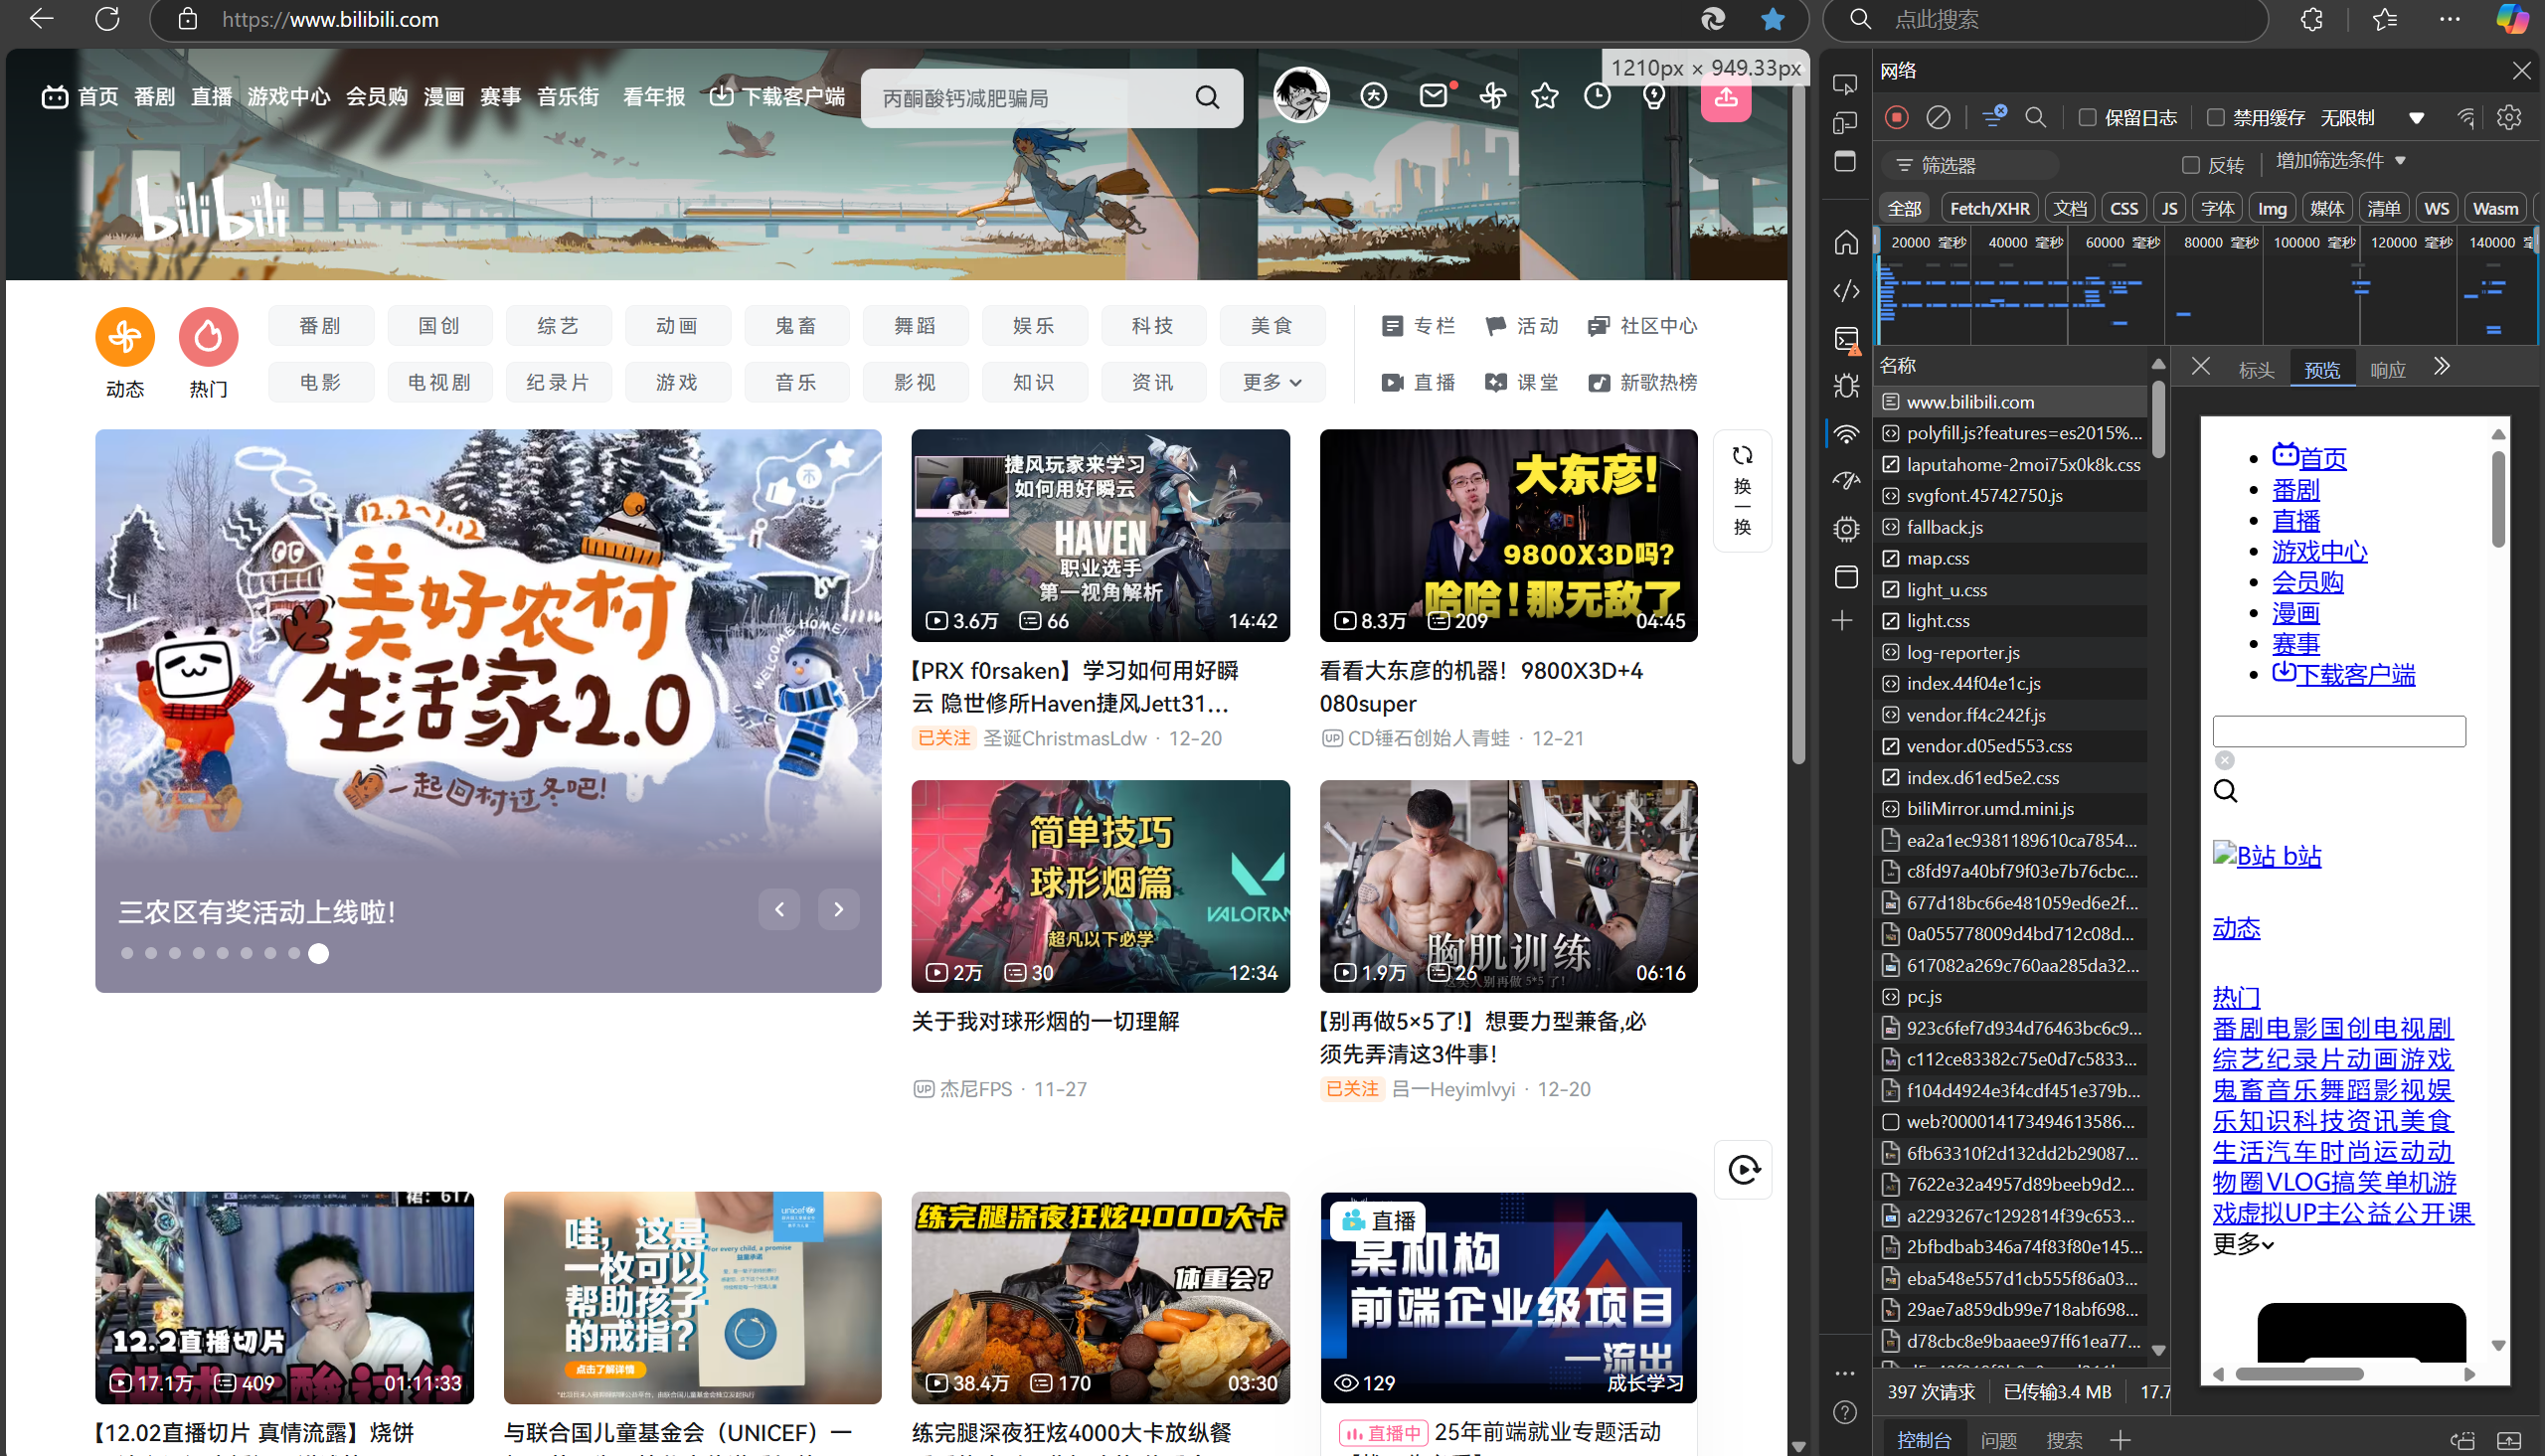 https://www.bilibili.com
点此搜索
1210px × 949.33px
首页 番剧 直播 游戏中心 会员购 漫画 赛事 音乐街 看年报 下载客户端
丙酮酸钙减肥骗局
bilibili
动态
热门
番剧 国创 综艺 动画 鬼畜 舞蹈 娱乐 科技 美食
电影 电视剧 纪录片 游戏 音乐 影视 知识 资讯 更多
专栏 活动 社区中心
直播 课堂 新歌热榜
12.2~1.12
美好农村
生活家2.0
WELCOME HOME!
一起回村过冬吧!
三农区有奖活动上线啦！
捷风玩家来学习
如何用好瞬云
HAVEN
职业选手
第一视角解析
3.6万 66 14:42
【PRX f0rsaken】学习如何用好瞬
云 隐世修所Haven捷风Jett31...
已关注 圣诞ChristmasLdw · 12-20
大东彦!
9800X3D吗?
哈哈!那无敌了
8.3万 209 04:45
看看大东彦的机器！9800X3D+4
080super
UP CD锤石创始人青蛙 · 12-21
换一换
简单技巧
球形烟篇
VALORAN
超凡以下必学
2万 30 12:34
关于我对球形烟的一切理解
UP 杰尼FPS · 11-27
胸肌训练
1.9万 26 06:16
【别再做5×5了!】想要力型兼备,必
须先弄清这3件事！
已关注 吕一Heyimlvyi · 12-20
12.2直播切片
17.1万 409 01:11:33
【12.02直播切片 真情流露】烧饼
unicef
for every child, a promise
哇，这是
一枚可以
帮助孩子
的戒指?
点击了解详情
与联合国儿童基金会（UNICEF）一
练完腿深夜狂炫4000大卡
体重会?
38.4万 170 03:30
练完腿深夜狂炫4000大卡放纵餐
直播
某机构
前端企业级项目
一流出
129 成长学习
直播中 25年前端就业专题活动
网络
保留日志 禁用缓存 无限制
筛选器 反转 增加筛选条件
全部 Fetch/XHR 文档 CSS JS 字体 Img 媒体 清单 WS Wasm
20000 毫秒 40000 毫秒 60000 毫秒 80000 毫秒 100000 毫秒 120000 毫秒 140000
名称
www.bilibili.com
polyfill.js?features=es2015%...
laputahome-2moi75x0k8k.css
svgfont.45742750.js
fallback.js
map.css
light_u.css
light.css
log-reporter.js
index.44f04e1c.js
vendor.ff4c242f.js
vendor.d05ed553.css
index.d61ed5e2.css
biliMirror.umd.mini.js
ea2a1ec9381189610ca7854...
c8fd97a40bf79f03e7b76cbc...
677d18bc66e481059ed6e2f...
0a055778009d4bd712c08d...
617082a269c760aa285da32...
pc.js
923c6fef7d934d76463bc6c9...
c112ce83382c75e0d7c5833...
f104d4924e3f4cdf451e379b...
web?000014173494613586...
6fb63310f2d132dd2b29087...
7622e32a4957d89beeb9d2...
a2293267c1292814f39c653...
2bfbdbab346a74f83f80e145...
eba548e557d1cb555f86a03...
29ae7a859db99e718abf698...
d78cbc8e9baaee97ff61ea77...
397 次请求 已传输3.4 MB 17.7
标头 预览 响应
首页
番剧
直播
游戏中心
会员购
漫画
赛事
下载客户端
B站 b站
动态
热门
番剧电影国创电视剧
综艺纪录片动画游戏
鬼畜音乐舞蹈影视娱
乐知识科技资讯美食
生活汽车时尚运动动
物圈VLOG搞笑单机游
戏虚拟UP主公益公开课
更多
控制台 问题 搜索